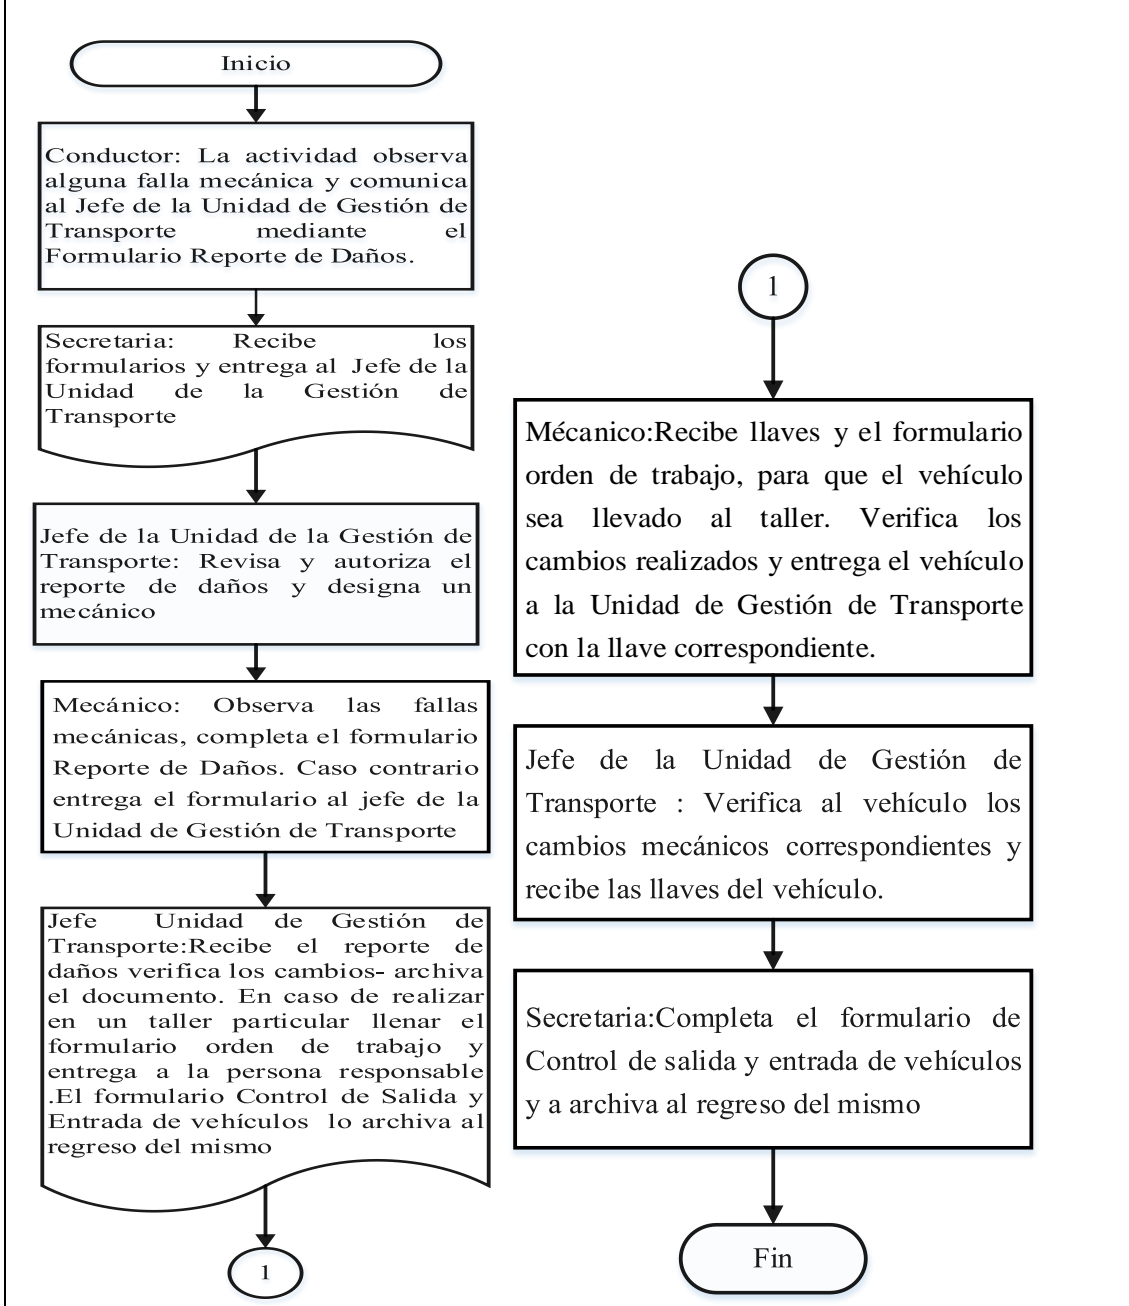 Inicio
Conductor: La actividad observa
alguna falla mecánica y comunica
al Jefe de la Unidad de Gestión de
Transporte mediante el
Formulario Reporte de Daños.
Secretaria: Recibe los
formularios y entrega al Jefe de la
Unidad de la Gestión de
Transporte
Jefe de la Unidad de la Gestión de
Transporte: Revisa y autoriza el
reporte de daños y designa un
mecánico
Mecánico: Observa las fallas
mecánicas, completa el formulario
Reporte de Daños. Caso contrario
entrega el formulario al jefe de la
Unidad de Gestión de Transporte
Jefe Unidad de Gestión de
Transporte:Recibe el reporte de
daños verifica los cambios- archiva
el documento. En caso de realizar
en un taller particular llenar el
formulario orden de trabajo y
entrega a la persona responsable
.El formulario Control de Salida y
Entrada de vehículos lo archiva al
regreso del mismo
1
1
Mécanico:Recibe llaves y el formulario
orden de trabajo, para que el vehículo
sea llevado al taller. Verifica los
cambios realizados y entrega el vehículo
a la Unidad de Gestión de Transporte
con la llave correspondiente.
Jefe de la Unidad de Gestión de
Transporte : Verifica al vehículo los
cambios mecánicos correspondientes y
recibe las llaves del vehículo.
Secretaria:Completa el formulario de
Control de salida y entrada de vehículos
y a archiva al regreso del mismo
Fin